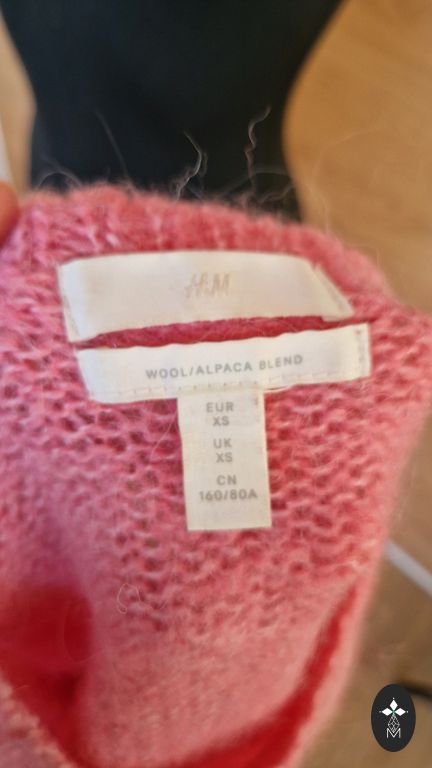 H&M
WOOL/ALPACA BLEND
EUR
XS
UK
XS
CN
160/80A
M